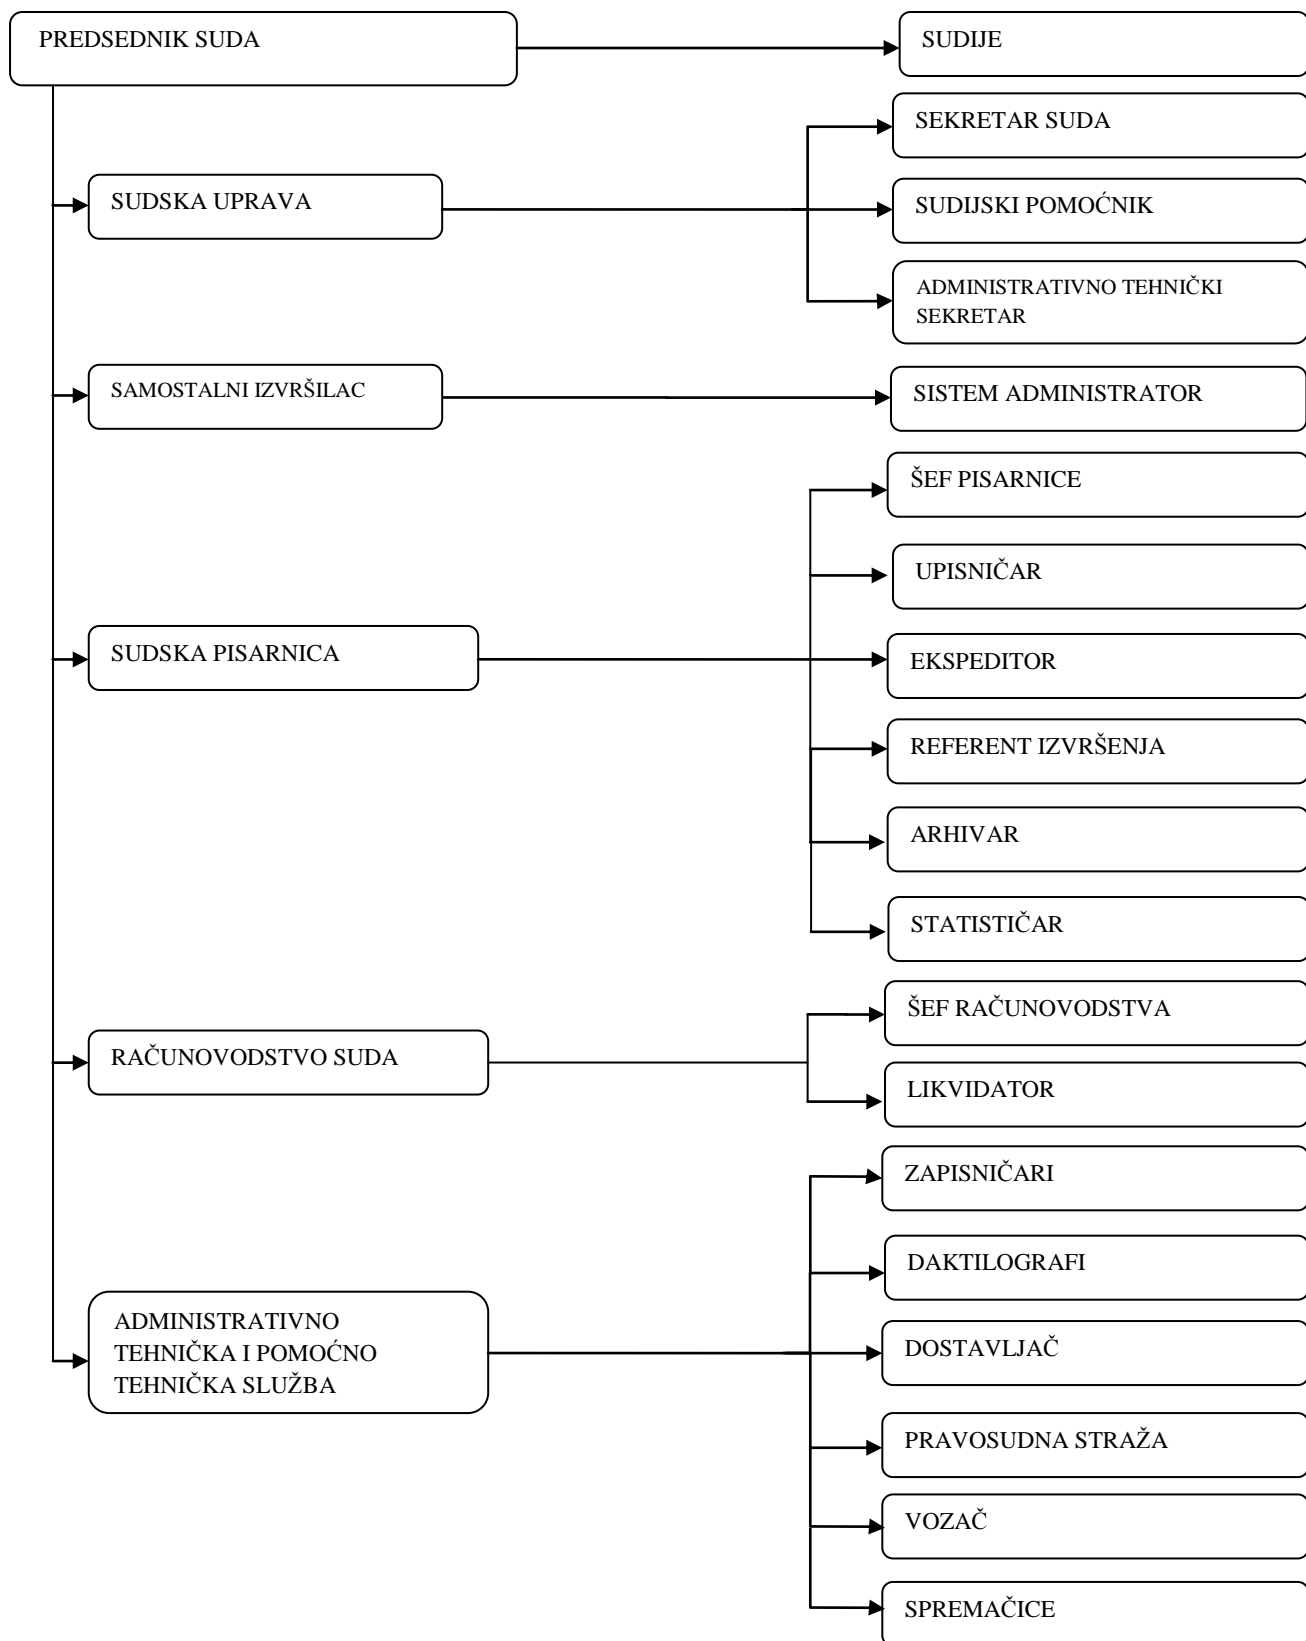 PREDSEDNIK SUDA
SUDIJE
SUDSKA UPRAVA
SEKRETAR SUDA
SUDIJSKI POMOĆNIK
ADMINISTRATIVNO TEHNIČKI
SEKRETAR
SAMOSTALNI IZVRŠILAC
SISTEM ADMINISTRATOR
SUDSKA PISARNICA
ŠEF PISARNICE
UPISNIČAR
EKSPEDITOR
REFERENT IZVRŠENJA
ARHIVAR
STATISTIČAR
RAČUNOVODSTVO SUDA
ŠEF RAČUNOVODSTVA
LIKVIDATOR
ADMINISTRATIVNO
TEHNIČKA I POMOĆNO
TEHNIČKA SLUŽBA
ZAPISNIČARI
DAKTILOGRAFI
DOSTAVLJAČ
PRAVOSUDNA STRAŽA
VOZAČ
SPREMAČICE